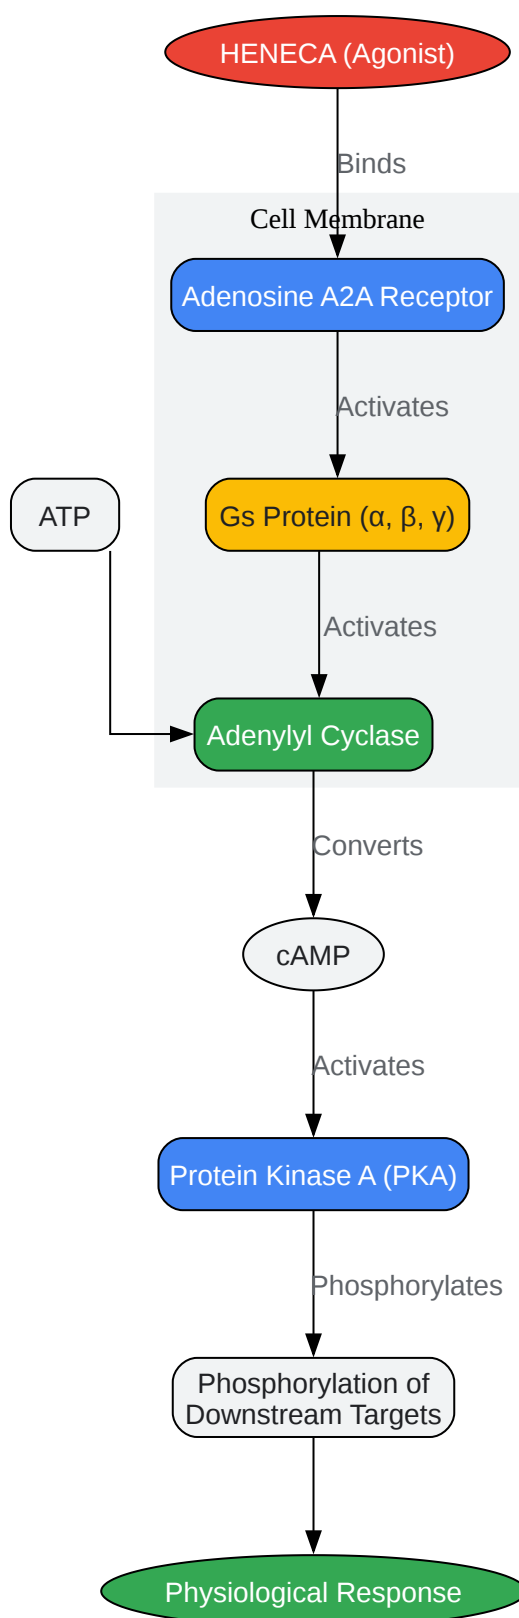 HENECA (Agonist)
Binds
Cell Membrane
Adenosine A2A Receptor
Activates
ATP
Gs Protein (α, β, γ)
Activates
Adenylyl Cyclase
Converts
cAMP
Activates
Protein Kinase A (PKA)
Phosphorylates
Phosphorylation of
Downstream Targets
Physiological Response